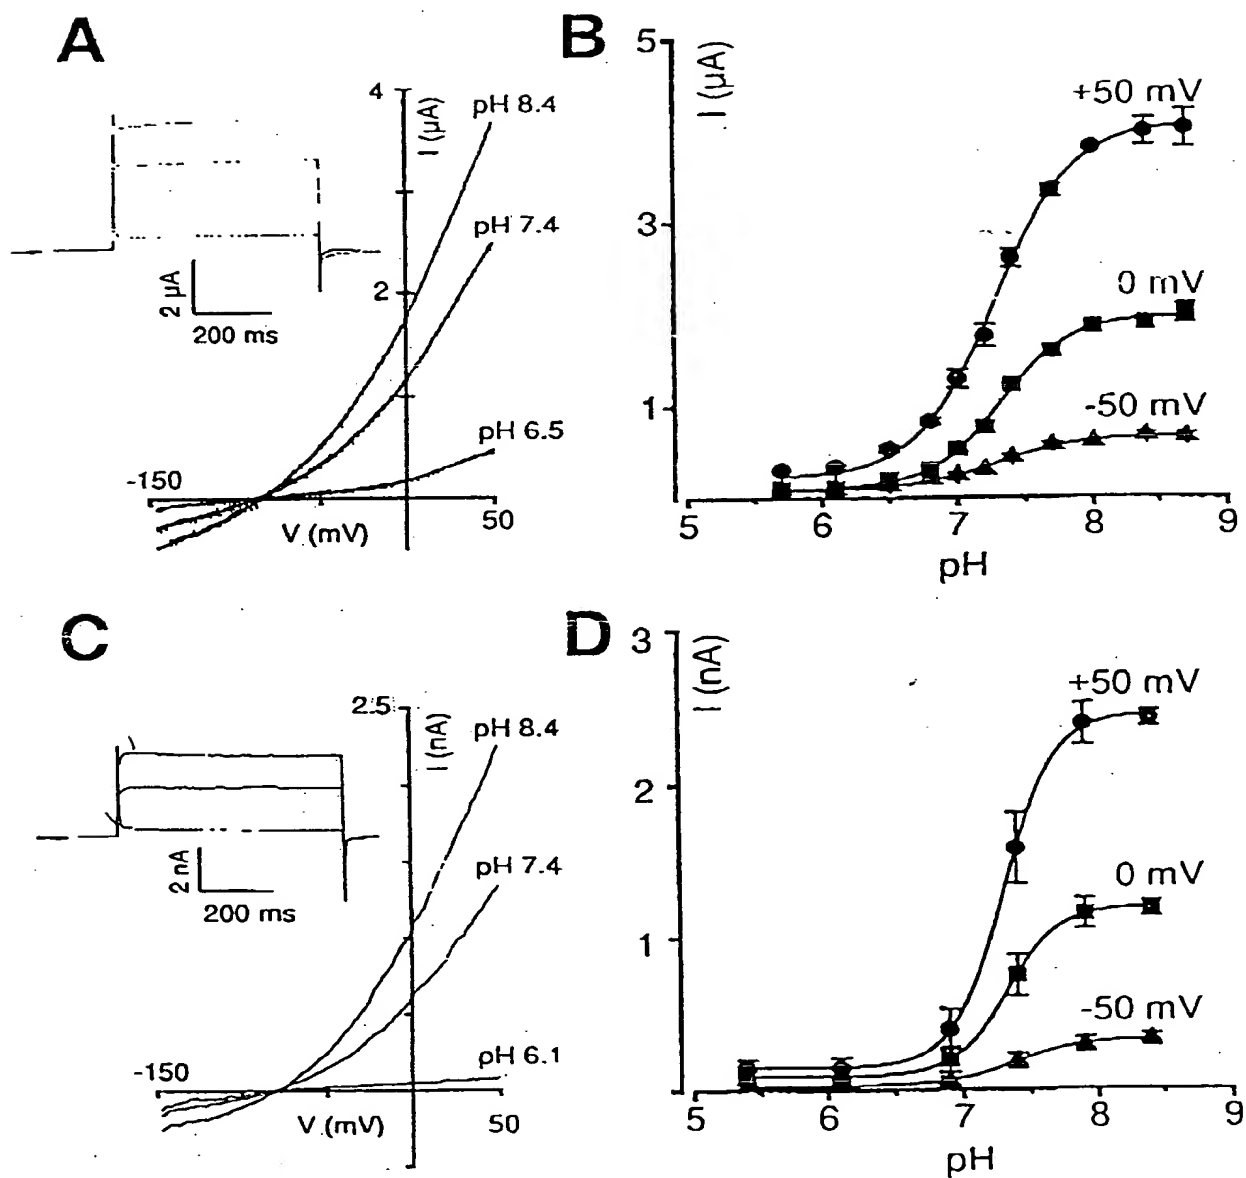 A
4
I (µA)
pH 8.4
pH 7.4
2
pH 6.5
-150
V (mV)
50
2 µA
200 ms
B
5
I (µA)
+50 mV
3
0 mV
1
-50 mV
5 6 7 8 9
pH
C
2.5
I (nA)
pH 8.4
pH 7.4
pH 6.1
-150
V (mV)
50
2 nA
200 ms
D
3
I (nA)
+50 mV
2
0 mV
1
-50 mV
5 6 7 8 9
pH